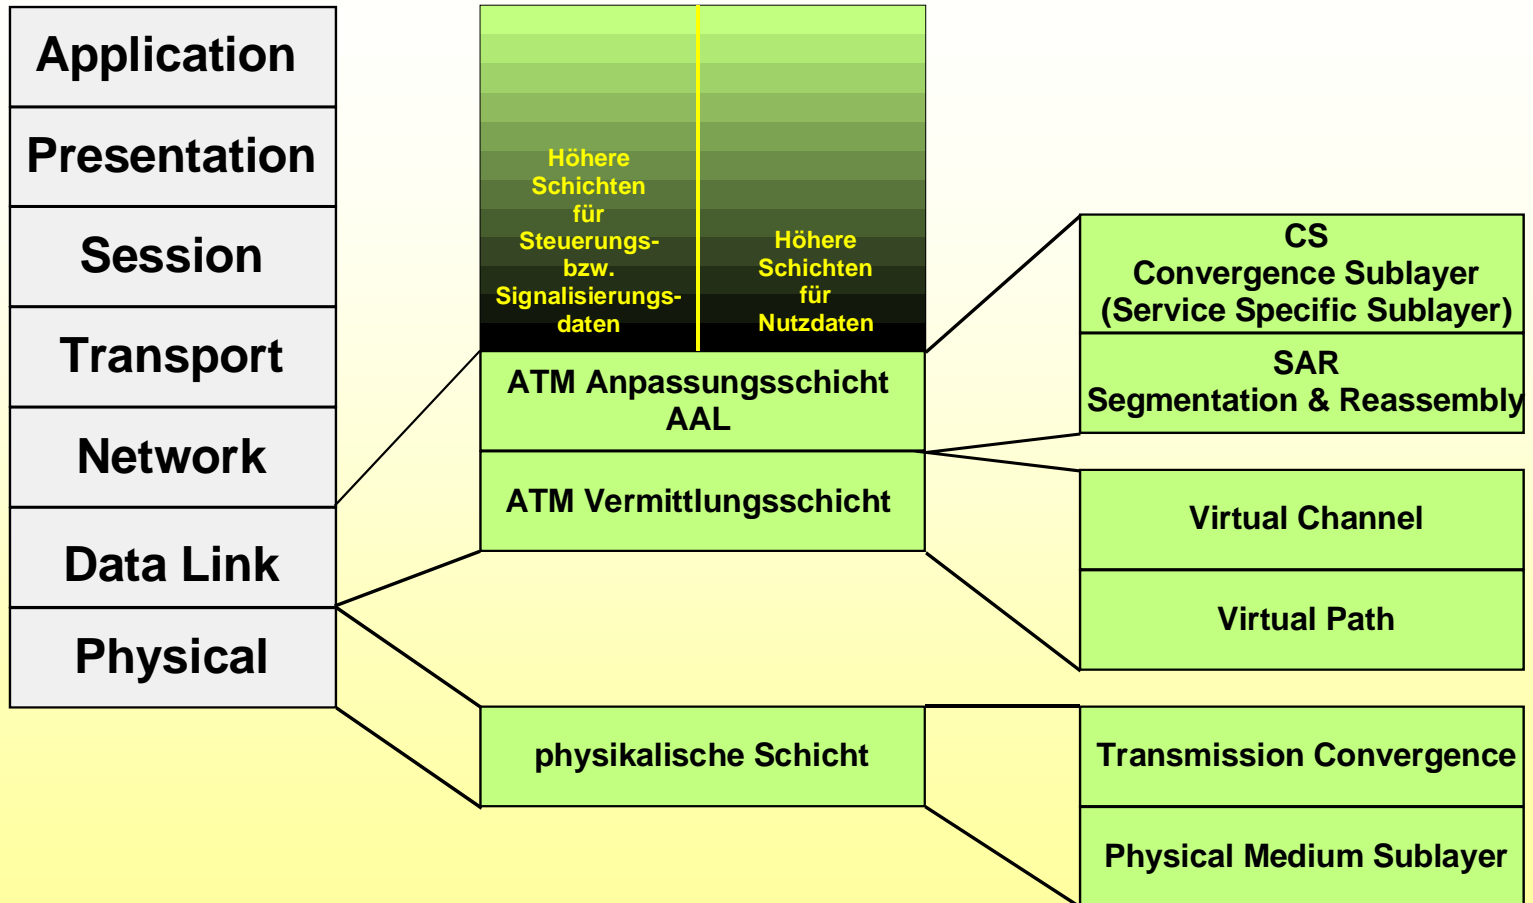 Application
Presentation
Session
Transport
Network
Data Link
Physical
Höhere
Schichten
für
Steuerungs-
bzw.
Signalisierungs-
daten
Höhere
Schichten
für
Nutzdaten
ATM Anpassungsschicht
AAL
ATM Vermittlungsschicht
physikalische Schicht
CS
Convergence Sublayer
(Service Specific Sublayer)
SAR
Segmentation & Reassembly
Virtual Channel
Virtual Path
Transmission Convergence
Physical Medium Sublayer